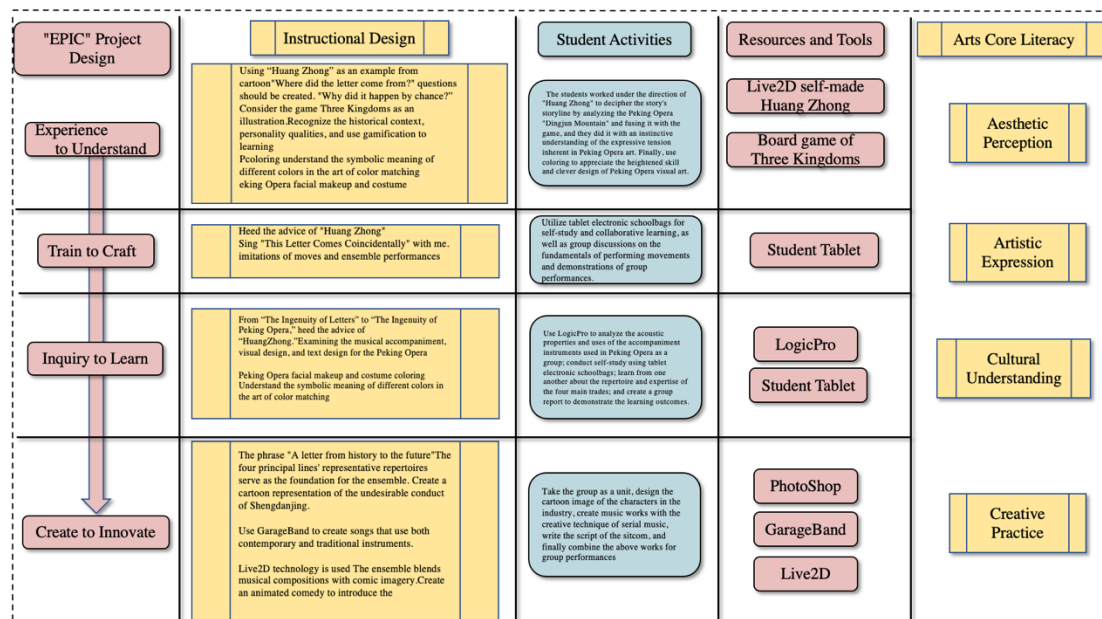 "EPIC" Project
Design
Instructional Design
Student Activities
Resources and Tools
Arts Core Literacy
Experience
to Understand
Using “Huang Zhong” as an example from
cartoon"Where did the letter come from?" questions
should be created. "Why did it happen by chance?”
Consider the game Three Kingdoms as an
illustration.Recognize the historical context,
personality qualities, and use gamification to
learning
Pcoloring understand the symbolic meaning of
different colors in the art of color matching
eking Opera facial makeup and costume
The students worked under the direction of
"Huang Zhong" to decipher the story's
storyline by analyzing the Peking Opera
"Dingjun Mountain" and fusing it with the
game, and they did it with an instinctive
understanding of the expressive tension
inherent in Peking Opera art. Finally, use
coloring to appreciate the heightened skill
and clever design of Peking Opera visual art.
Live2D self-made
Huang Zhong
Board game of
Three Kingdoms
Aesthetic
Perception
Train to Craft
Heed the advice of "Huang Zhong"
Sing "This Letter Comes Coincidentally" with me.
imitations of moves and ensemble performances
Utilize tablet electronic schoolbags for
self-study and collaborative learning, as
well as group discussions on the
fundamentals of performing movements
and demonstrations of group
performances.
Student Tablet
Artistic
Expression
Inquiry to Learn
From “The Ingenuity of Letters” to “The Ingenuity of
Peking Opera,” heed the advice of
“HuangZhong.”Examining the musical accompaniment,
visual design, and text design for the Peking Opera
Peking Opera facial makeup and costume coloring
Understand the symbolic meaning of different colors in
the art of color matching
Use LogicPro to analyze the acoustic
properties and uses of the accompaniment
instruments used in Peking Opera as a
group; conduct self-study using tablet
electronic schoolbags; learn from one
another about the repertoire and expertise of
the four main trades; and create a group
report to demonstrate the learning outcomes.
LogicPro
Student Tablet
Cultural
Understanding
Create to Innovate
The phrase "A letter from history to the future"The
four principal lines' representative repertoires
serve as the foundation for the ensemble. Create a
cartoon representation of the undesirable conduct
of Shengdanjing.
Use GarageBand to create songs that use both
contemporary and traditional instruments.
Live2D technology is used The ensemble blends
musical compositions with comic imagery.Create
an animated comedy to introduce the
Take the group as a unit, design the
cartoon image of the characters in the
industry, create music works with the
creative technique of serial music,
write the script of the sitcom, and
finally combine the above works for
group performances
PhotoShop
GarageBand
Live2D
Creative
Practice